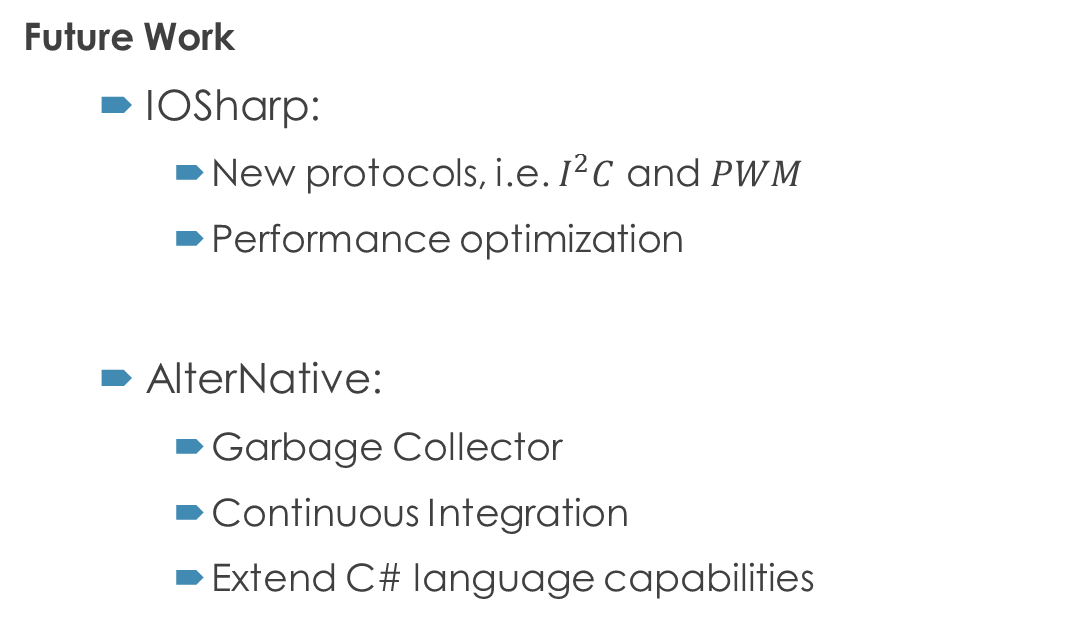 Future Work
IOSharp:
New protocols, i.e. I²C and PWM
Performance optimization
AlterNative:
Garbage Collector
Continuous Integration
Extend C# language capabilities